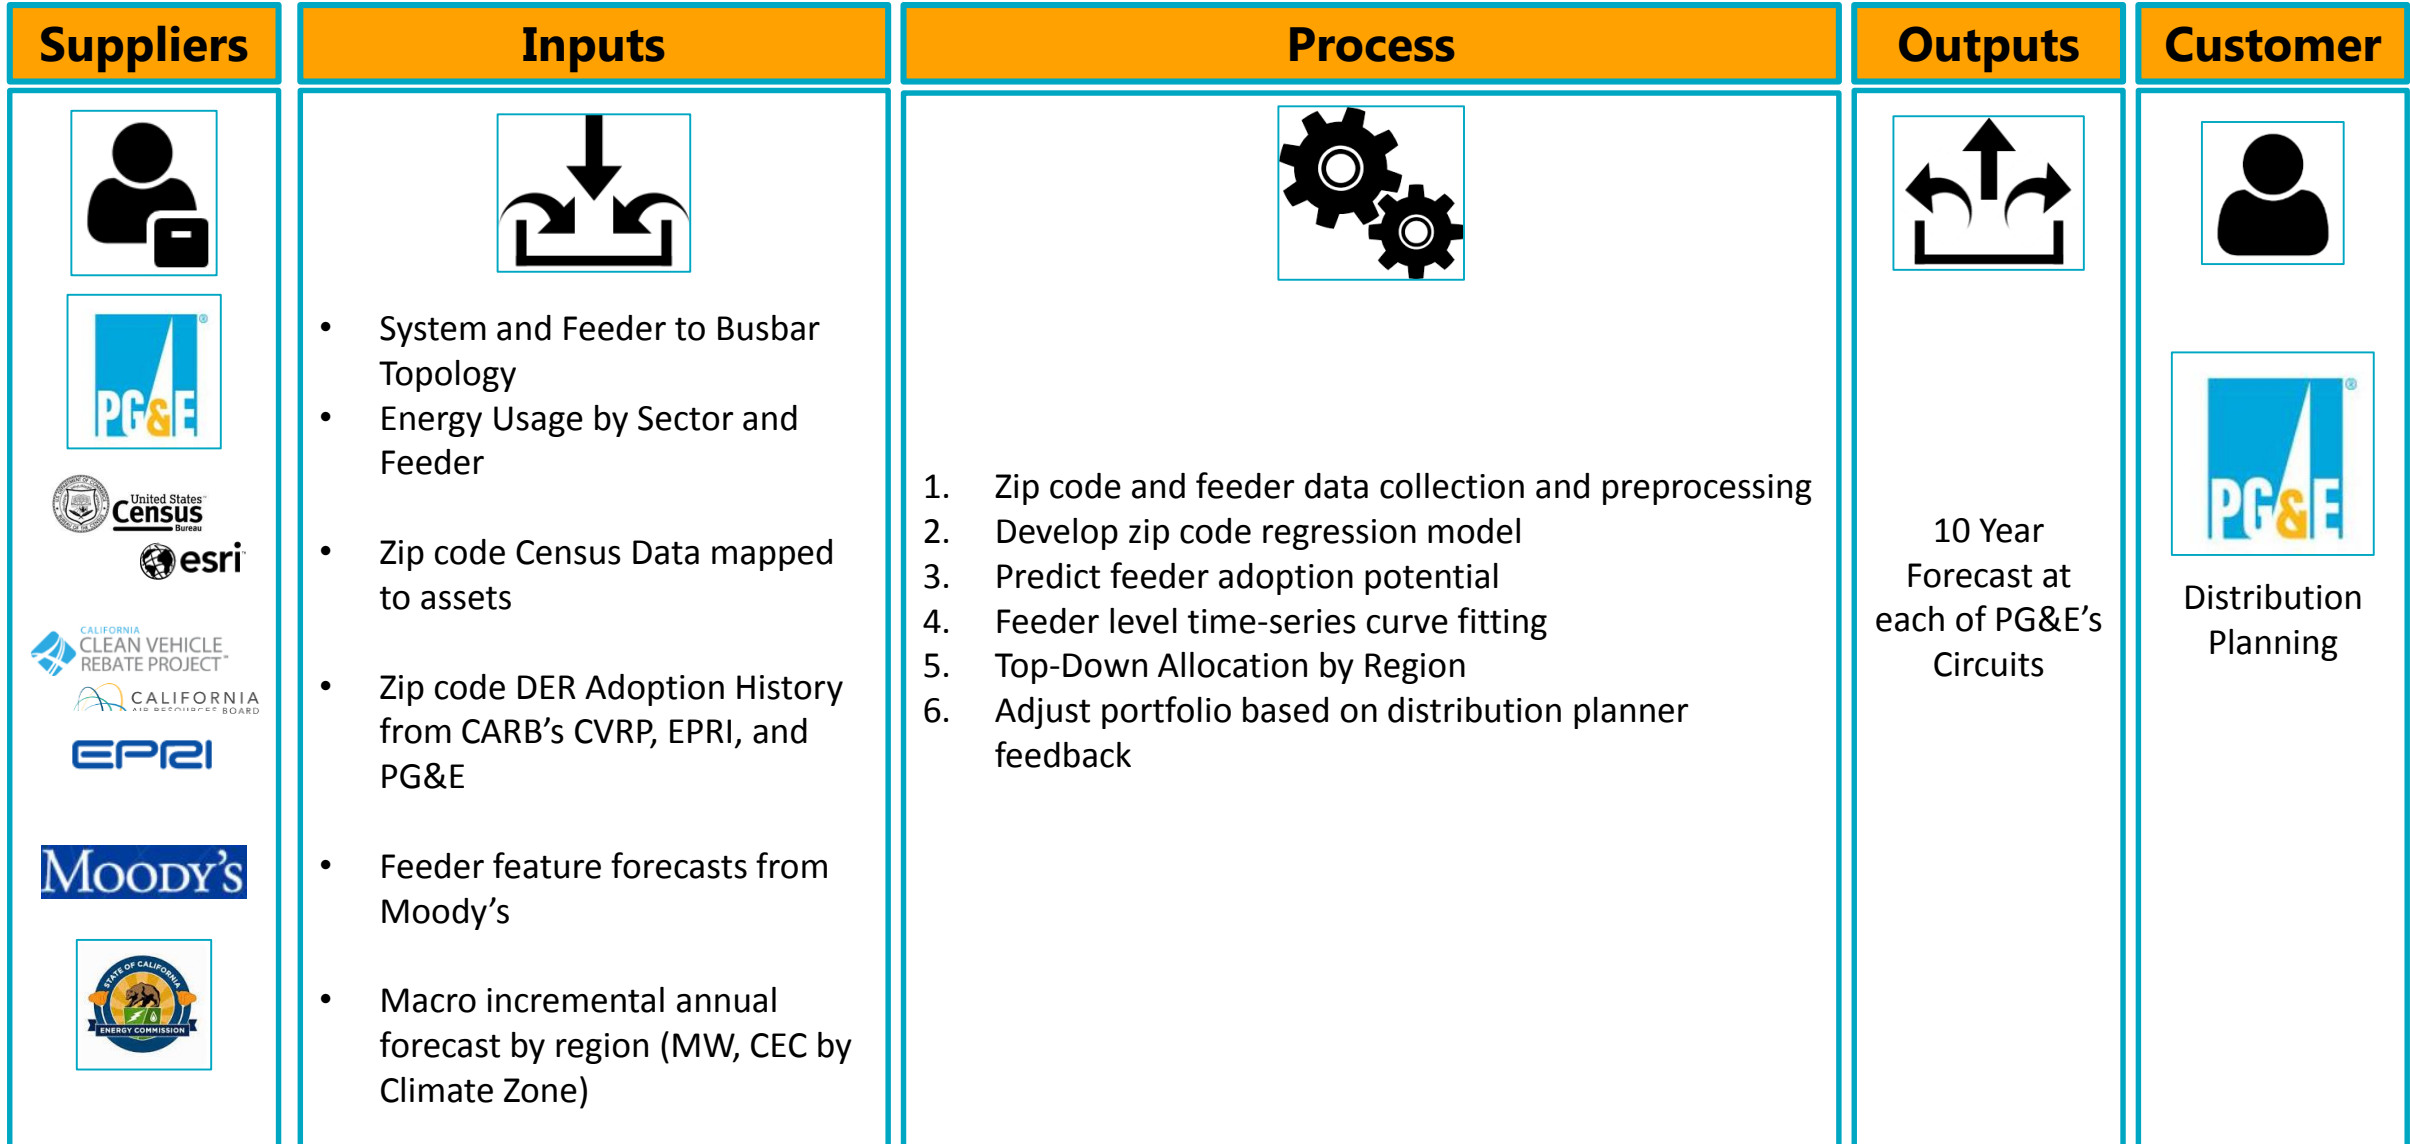 Suppliers
Inputs
Process
Outputs
Customer
PG&E
®
United States™
Census
Bureau
esri™
CALIFORNIA
CLEAN VEHICLE
REBATE PROJECT™
CALIFORNIA
AIR RESOURCES BOARD
EPRI
MOODY'S
STATE OF CALIFORNIA
ENERGY COMMISSION
• System and Feeder to Busbar
Topology
• Energy Usage by Sector and
Feeder
• Zip code Census Data mapped
to assets
• Zip code DER Adoption History
from CARB’s CVRP, EPRI, and
PG&E
• Feeder feature forecasts from
Moody’s
• Macro incremental annual
forecast by region (MW, CEC by
Climate Zone)
1. Zip code and feeder data collection and preprocessing
2. Develop zip code regression model
3. Predict feeder adoption potential
4. Feeder level time-series curve fitting
5. Top-Down Allocation by Region
6. Adjust portfolio based on distribution planner
feedback
10 Year
Forecast at
each of PG&E’s
Circuits
PG&E
®
Distribution
Planning